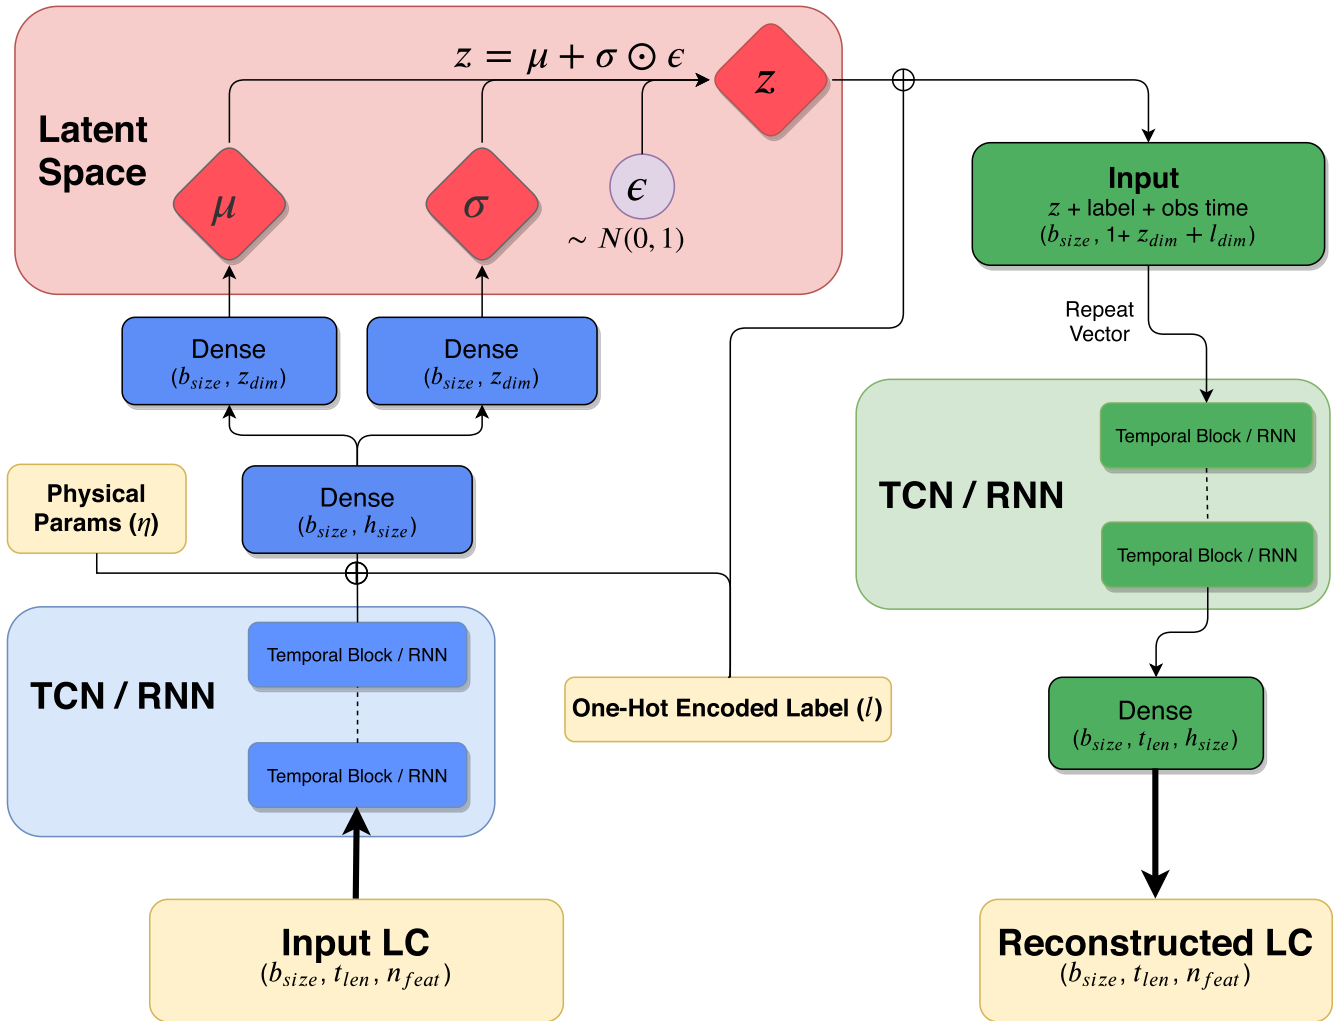 z = μ + σ ⊙ ϵ
z
Latent
Space
μ
σ
ϵ
∼ N(0, 1)
Input
z + label + obs time
(b_size, 1+ z_dim + l_dim)
Dense
(b_size, z_dim)
Dense
(b_size, z_dim)
Repeat
Vector
Physical
Params (η)
Dense
(b_size, h_size)
TCN / RNN
Temporal Block / RNN
Temporal Block / RNN
TCN / RNN
Temporal Block / RNN
Temporal Block / RNN
One-Hot Encoded Label (l)
Dense
(b_size, t_len, h_size)
Input LC
(b_size, t_len, n_feat)
Reconstructed LC
(b_size, t_len, n_feat)